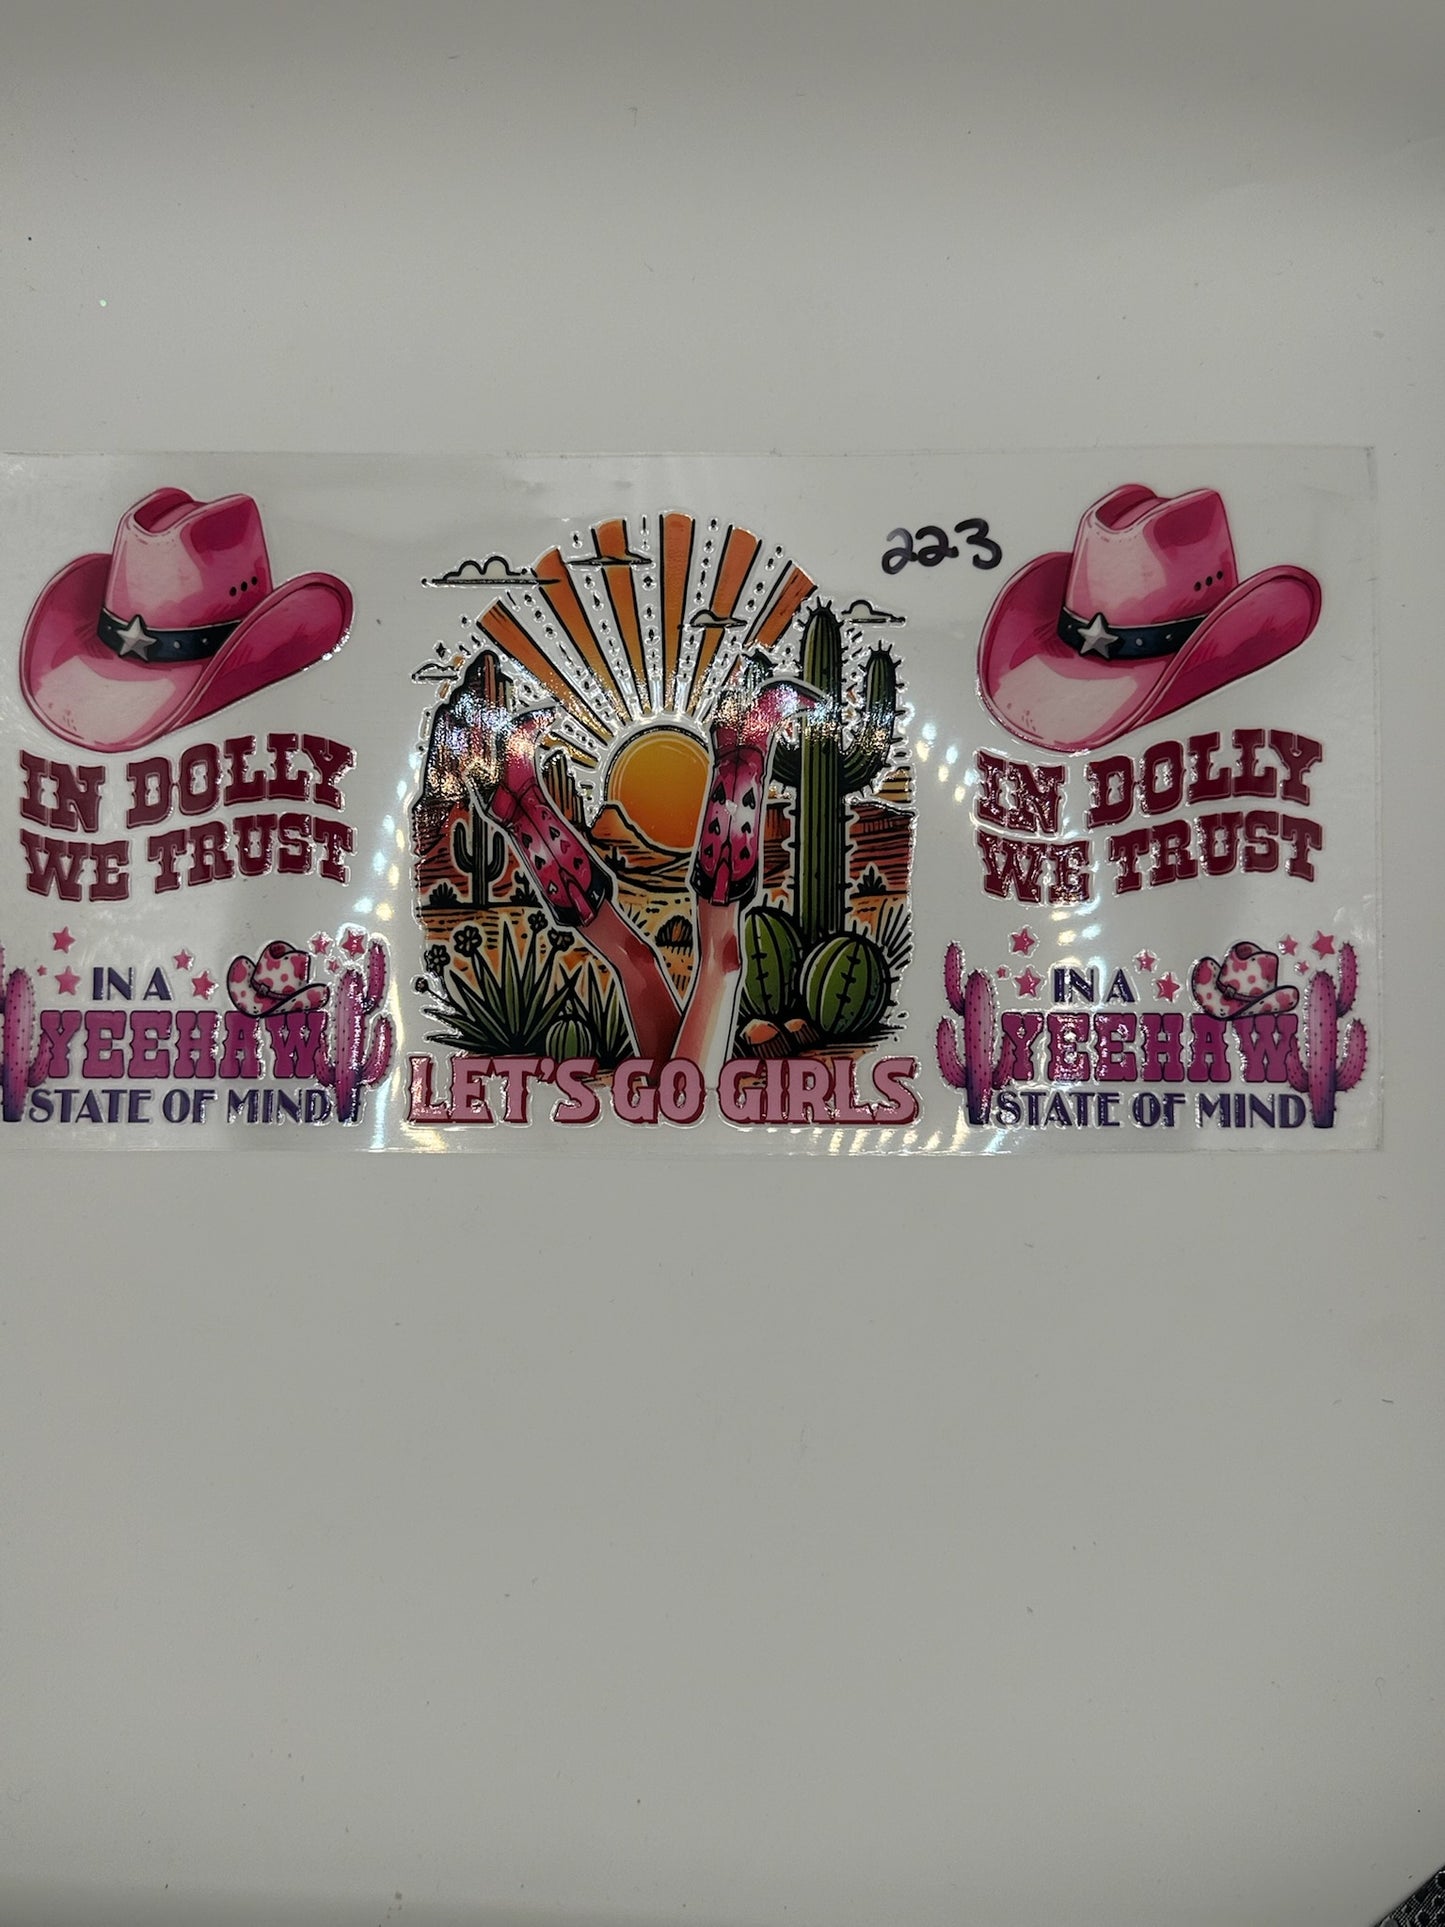 223
IN DOLLY
WE TRUST
IN A
YEEHAW
STATE OF MIND
LET'S GO GIRLS
IN DOLLY
WE TRUST
IN A
YEEHAW
STATE OF MIND